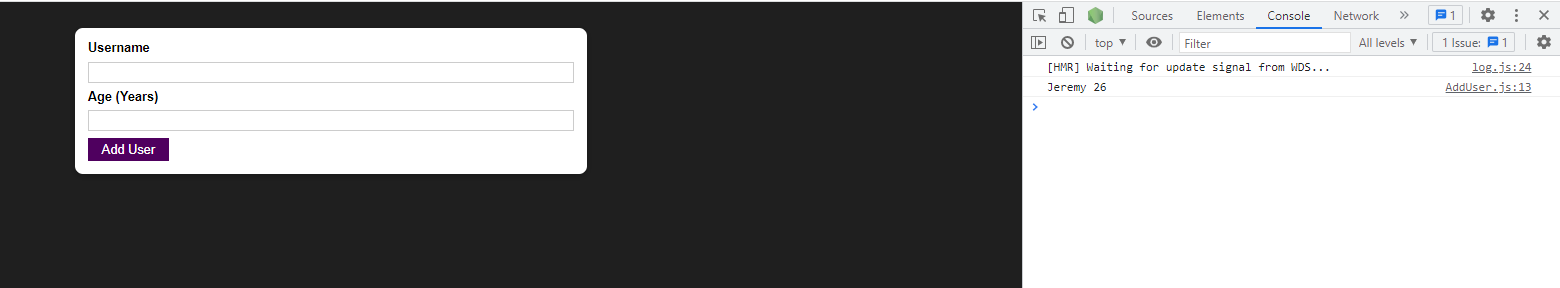 Username
Age (Years)
Add User
Sources Elements Console Network » 1
top ▼ Filter All levels ▼ 1 Issue: 1
[HMR] Waiting for update signal from WDS... log.js:24
Jeremy 26 AddUser.js:13
>